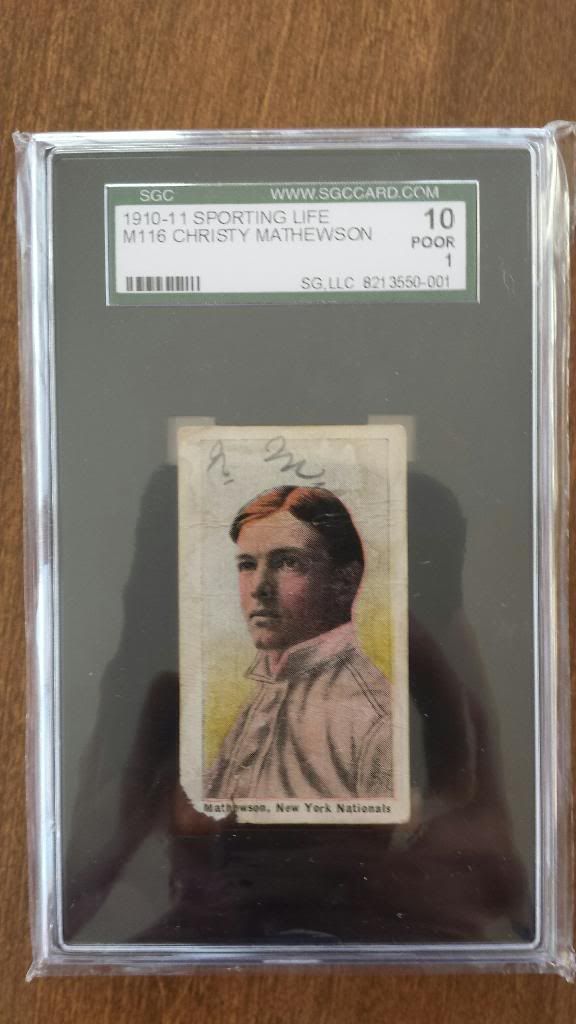 SGC WWW.SGCCARD.COM
1910-11 SPORTING LIFE 10
M116 CHRISTY MATHEWSON POOR
1
SG,LLC 8213550-001
Mathewson, New York Nationals